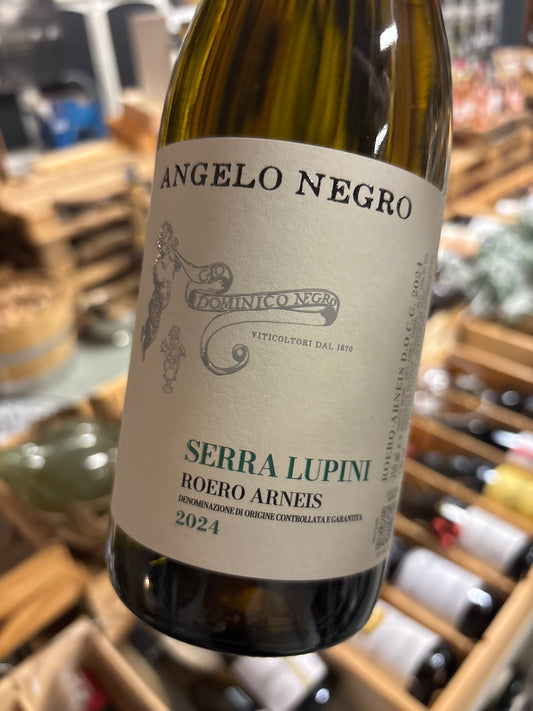 ANGELO NEGRO
GIO
DOMINICO NEGRO
VITICOLTORI DAL 1670
SERRA LUPINI
ROERO ARNEIS
DENOMINAZIONE DI ORIGINE CONTROLLATA E GARANTITA
2024
ROERO ARNEIS D.O.C.G. 2024